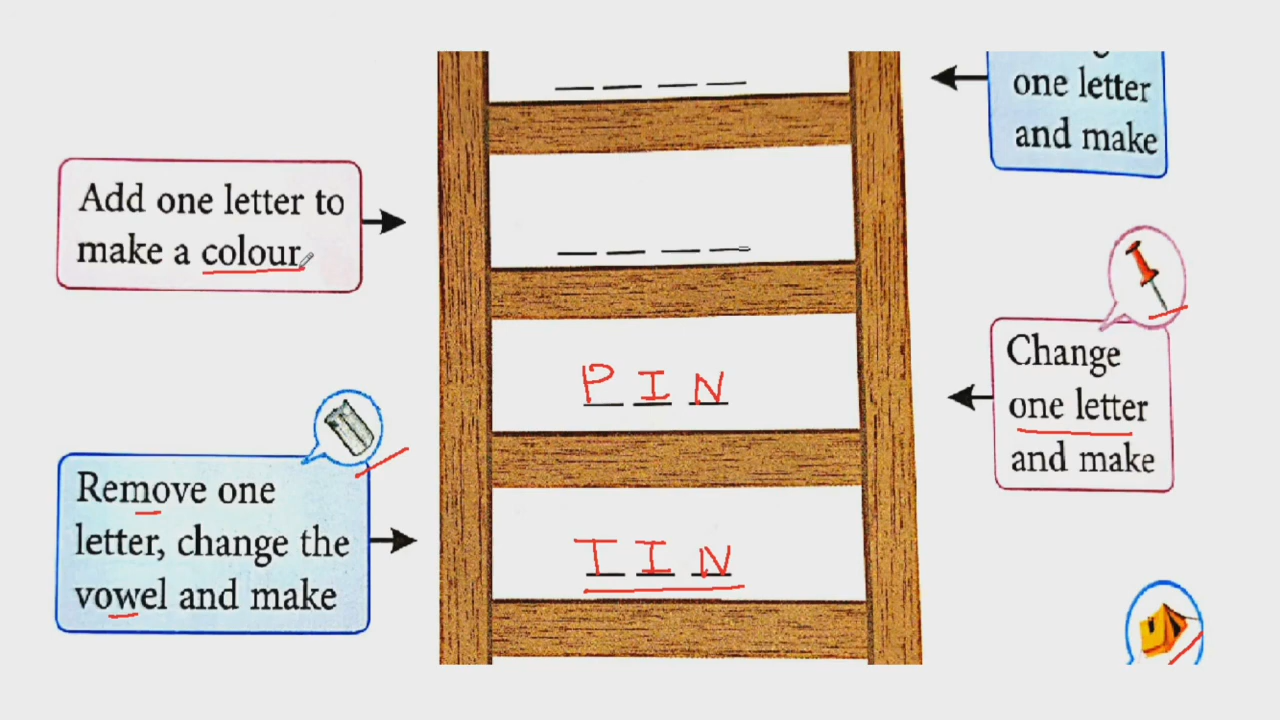 one letter
and make
Add one letter to
make a colour.
PIN
Change
one letter
and make
Remove one
letter, change the
vowel and make
TIN